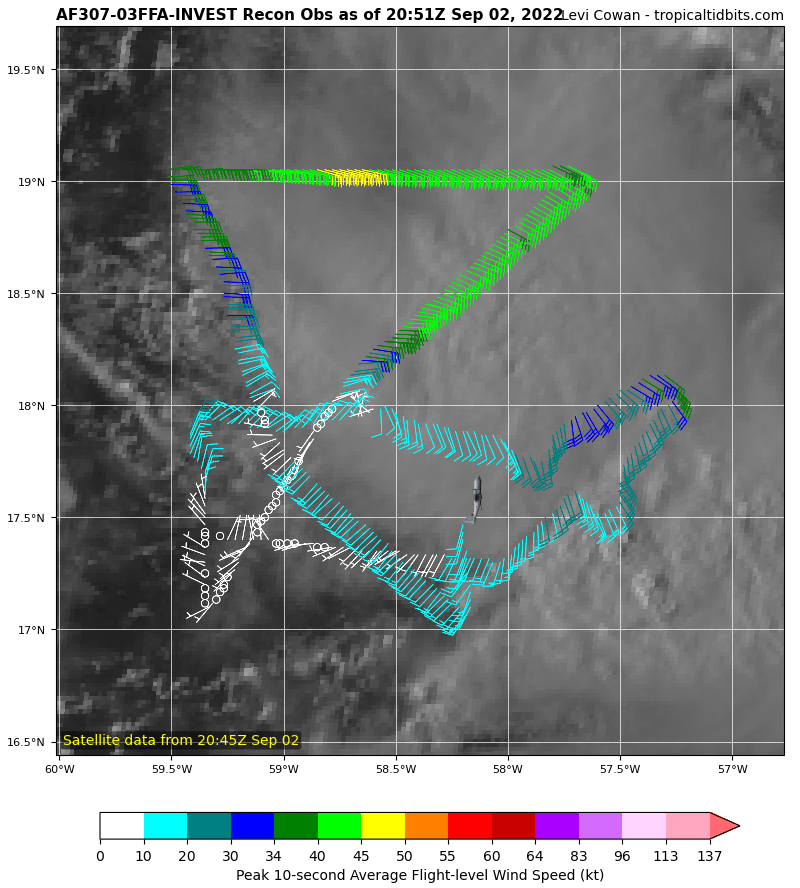 AF307-03FFA-INVEST Recon Obs as of 20:51Z Sep 02, 2022 Levi Cowan - tropicaltidbits.com
19.5°N
19°N
18.5°N
18°N
17.5°N
17°N
16.5°N
Satellite data from 20:45Z Sep 02
60°W 59.5°W 59°W 58.5°W 58°W 57.5°W 57°W
0 10 20 30 34 40 45 50 55 60 64 83 96 113 137
Peak 10-second Average Flight-level Wind Speed (kt)